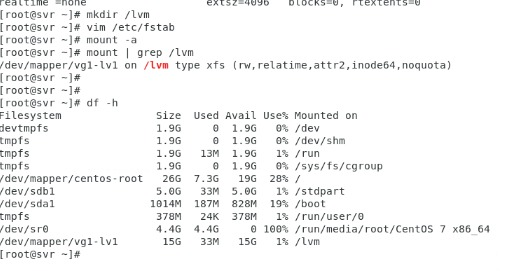 realtime =none                   extsz=4096   blocks=0, rtextents=0
[root@svr ~]# mkdir /lvm
[root@svr ~]# vim /etc/fstab
[root@svr ~]# mount -a
[root@svr ~]# mount | grep /lvm
/dev/mapper/vg1-lv1 on /lvm type xfs (rw,relatime,attr2,inode64,noquota)
[root@svr ~]#
[root@svr ~]#
[root@svr ~]# df -h
Filesystem               Size  Used Avail Use% Mounted on
devtmpfs                 1.9G     0  1.9G   0% /dev
tmpfs                    1.9G     0  1.9G   0% /dev/shm
tmpfs                    1.9G   13M  1.9G   1% /run
tmpfs                    1.9G     0  1.9G   0% /sys/fs/cgroup
/dev/mapper/centos-root   26G  7.3G   19G  28% /
/dev/sdb1                5.0G   33M  5.0G   1% /stdpart
/dev/sda1               1014M  187M  828M  19% /boot
tmpfs                    378M   24K  378M   1% /run/user/0
/dev/sr0                 4.4G  4.4G     0 100% /run/media/root/CentOS 7 x86_64
/dev/mapper/vg1-lv1       15G   33M   15G   1% /lvm
[root@svr ~]#